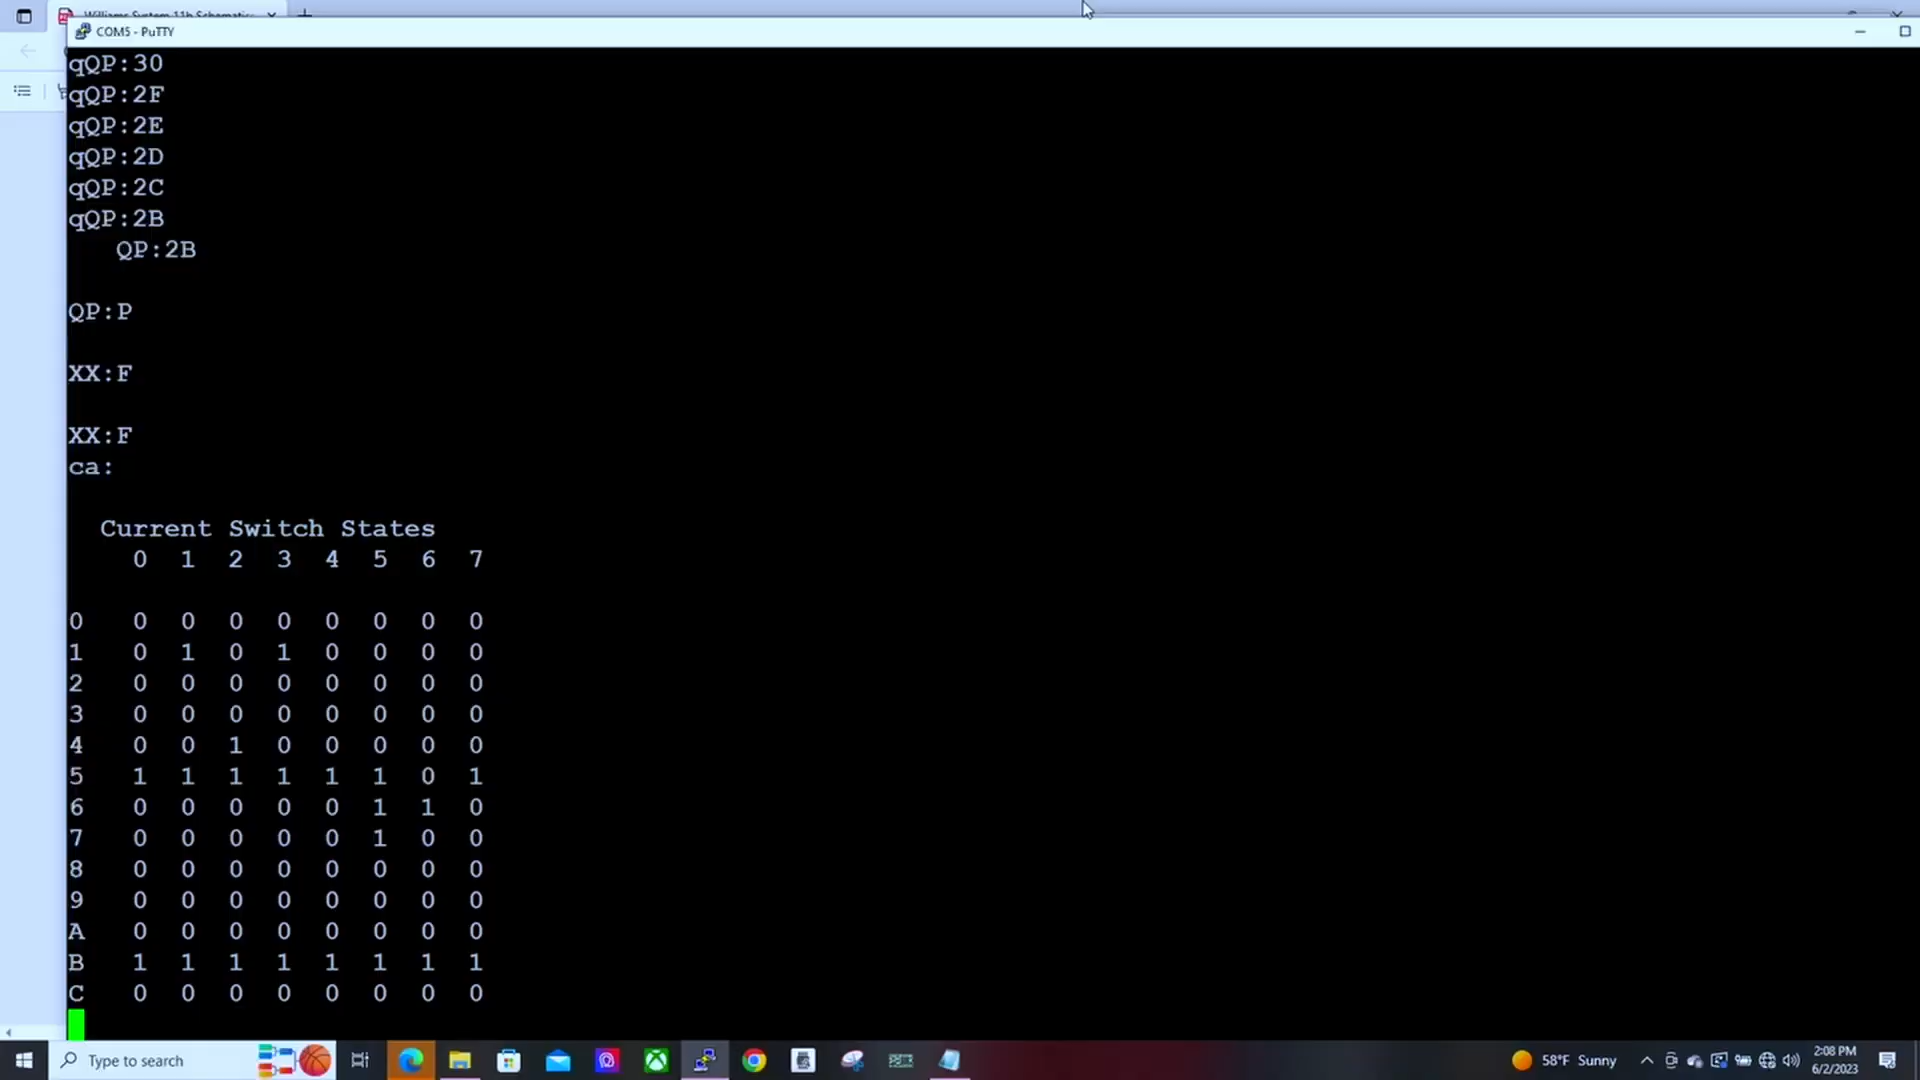 Williams System 11b Schematic
COM5 - PuTTY
qQP:30
qQP:2F
qQP:2E
qQP:2D
qQP:2C
qQP:2B
QP:2B
QP:P
XX:F
XX:F
ca:
Current Switch States
0 1 2 3 4 5 6 7
0 0 0 0 0 0 0 0 0
1 0 1 0 1 0 0 0 0
2 0 0 0 0 0 0 0 0
3 0 0 0 0 0 0 0 0
4 0 0 1 0 0 0 0 0
5 1 1 1 1 1 1 0 1
6 0 0 0 0 0 1 1 0
7 0 0 0 0 0 1 0 0
8 0 0 0 0 0 0 0 0
9 0 0 0 0 0 0 0 0
A 0 0 0 0 0 0 0 0
B 1 1 1 1 1 1 1 1
C 0 0 0 0 0 0 0 0
Type to search
58°F Sunny
2:08 PM
6/2/2023